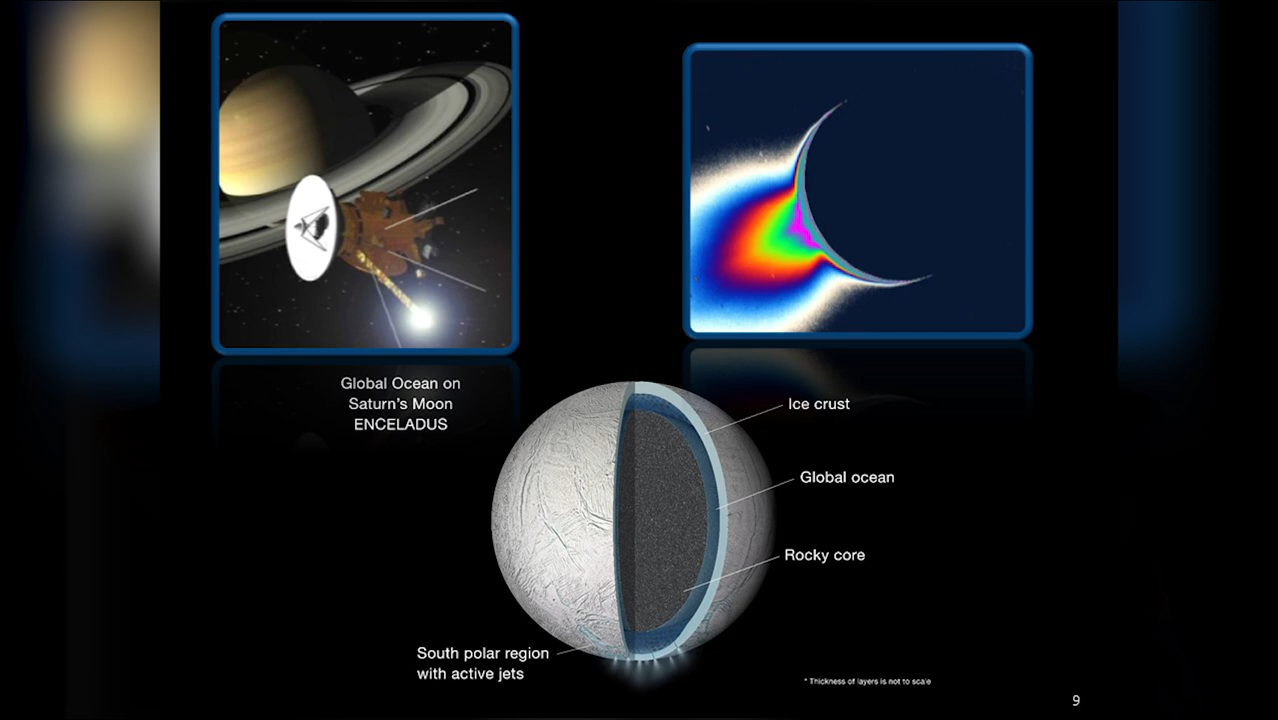 Global Ocean on
Saturn's Moon
ENCELADUS
Ice crust
Global ocean
Rocky core
South polar region
with active jets
* Thickness of layers is not to scale
9